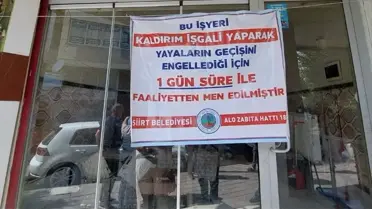 BU İŞYERİ
KALDIRIM İŞGALİ YAPARAK
YAYALARIN GEÇİŞİNİ
ENGELLEDİĞİ İÇİN
1 GÜN SÜRE İLE
FAALİYETTEN MEN EDİLMİŞTİR
SİİRT BELEDİYESİ
ALO ZABITA HATTI